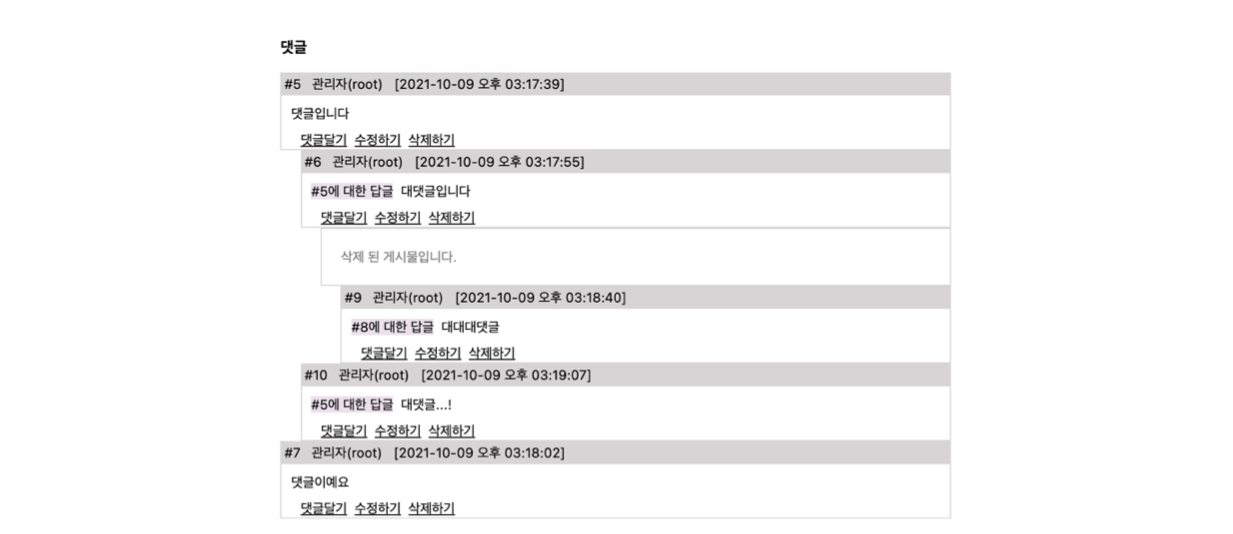 댓글
#5 관리자(root) [2021-10-09 오후 03:17:39]
댓글입니다
댓글달기 수정하기 삭제하기
#6 관리자(root) [2021-10-09 오후 03:17:55]
#5에 대한 답글 대댓글입니다
댓글달기 수정하기 삭제하기
삭제 된 게시물입니다.
#9 관리자(root) [2021-10-09 오후 03:18:40]
#8에 대한 답글 대대대댓글
댓글달기 수정하기 삭제하기
#10 관리자(root) [2021-10-09 오후 03:19:07]
#5에 대한 답글 대댓글...!
댓글달기 수정하기 삭제하기
#7 관리자(root) [2021-10-09 오후 03:18:02]
댓글이예요
댓글달기 수정하기 삭제하기